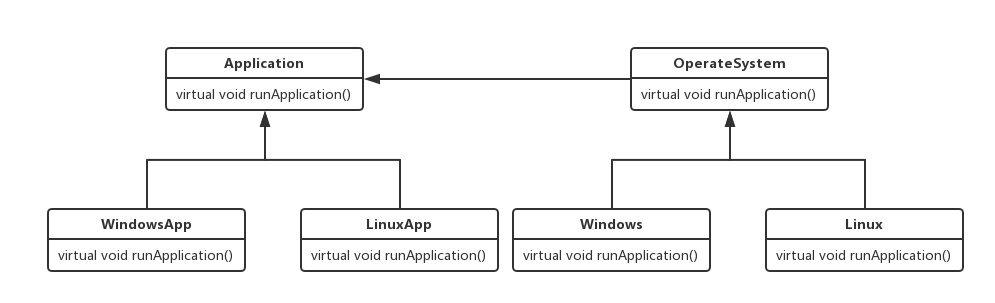 Application
virtual void runApplication()
OperateSystem
virtual void runApplication()
WindowsApp
virtual void runApplication()
LinuxApp
virtual void runApplication()
Windows
virtual void runApplication()
Linux
virtual void runApplication()